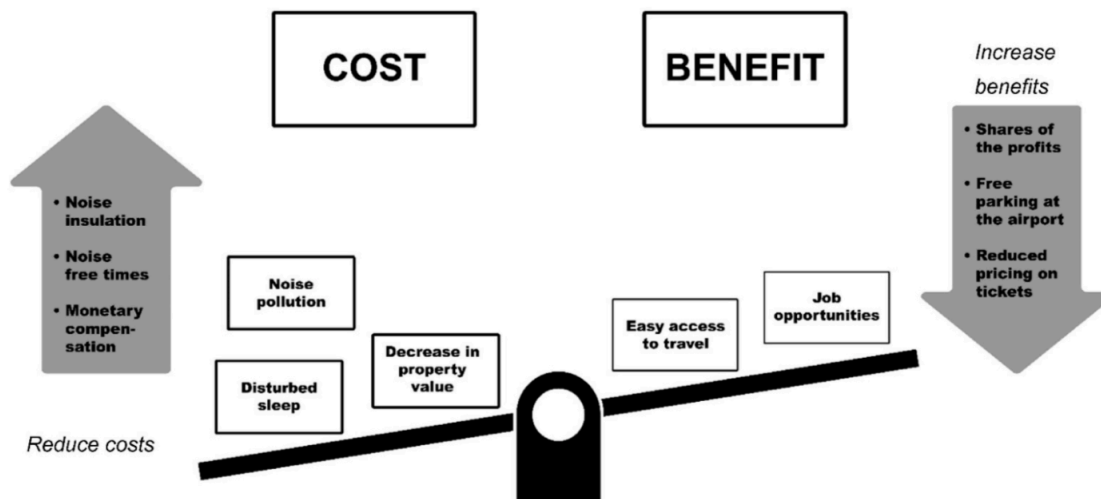 COST
BENEFIT
Increase
benefits
• Shares of
the profits
• Free
parking at
the airport
• Reduced
pricing on
tickets
• Noise
insulation
• Noise
free times
• Monetary
compen-
sation
Reduce costs
Noise
pollution
Disturbed
sleep
Decrease in
property
value
Easy access
to travel
Job
opportunities